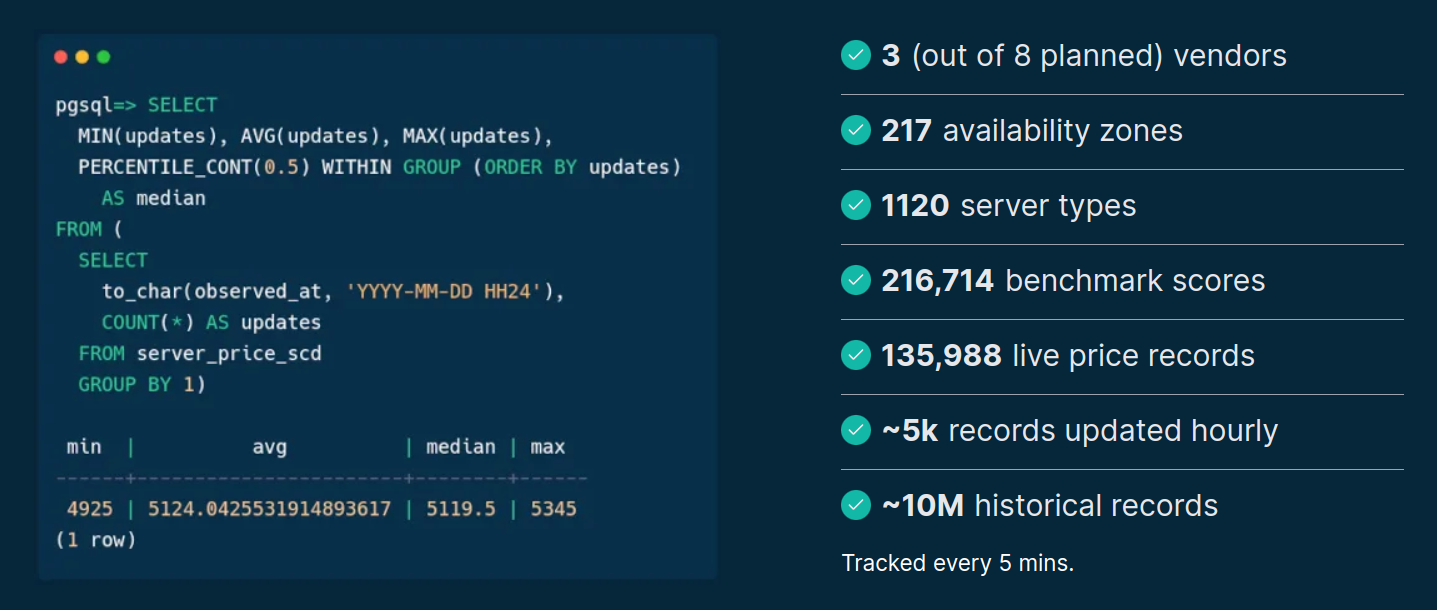 pgsql=> SELECT
  MIN(updates), AVG(updates), MAX(updates),
  PERCENTILE_CONT(0.5) WITHIN GROUP (ORDER BY updates)
    AS median
FROM (
  SELECT
    to_char(observed_at, 'YYYY-MM-DD HH24'),
    COUNT(*) AS updates
  FROM server_price_scd
  GROUP BY 1)
 min  |          avg          | median | max
------+-----------------------+--------+------
 4925 | 5124.0425531914893617 | 5119.5 | 5345
(1 row)
3 (out of 8 planned) vendors
217 availability zones
1120 server types
216,714 benchmark scores
135,988 live price records
~5k records updated hourly
~10M historical records
Tracked every 5 mins.